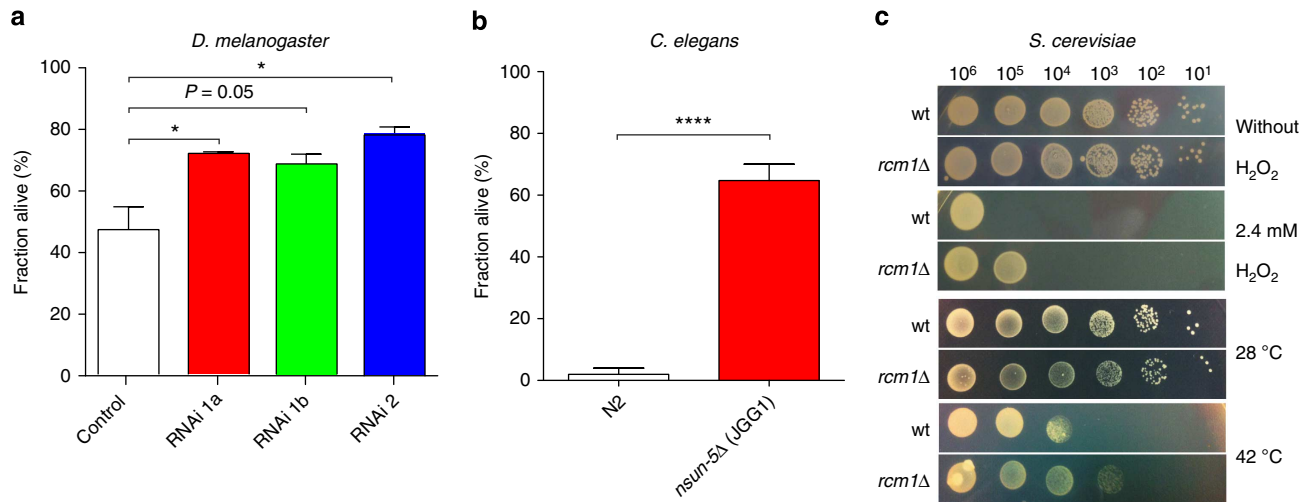 a
D. melanogaster
Fraction alive (%)
100
80
60
40
20
0
*
P = 0.05
*
Control
RNAi 1a
RNAi 1b
RNAi 2
b
C. elegans
Fraction alive (%)
100
80
60
40
20
0
****
N2
nsun-5Δ (JGG1)
c
S. cerevisiae
10⁶ 10⁵ 10⁴ 10³ 10² 10¹
wt
rcm1Δ
Without
H₂O₂
wt
rcm1Δ
2.4 mM
H₂O₂
wt
rcm1Δ
28 °C
wt
rcm1Δ
42 °C